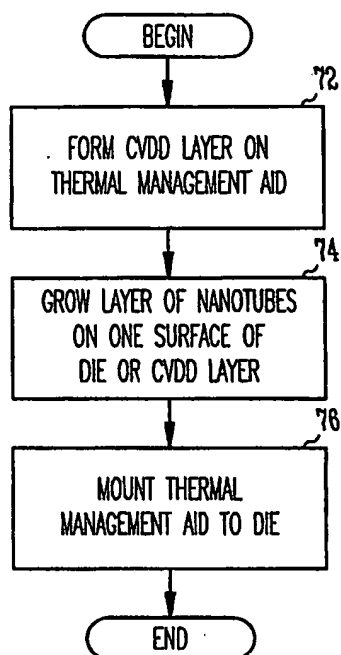 BEGIN
72
FORM CVDD LAYER ON
THERMAL MANAGEMENT AID
74
GROW LAYER OF NANOTUBES
ON ONE SURFACE OF
DIE OR CVDD LAYER
76
MOUNT THERMAL
MANAGEMENT AID TO DIE
END